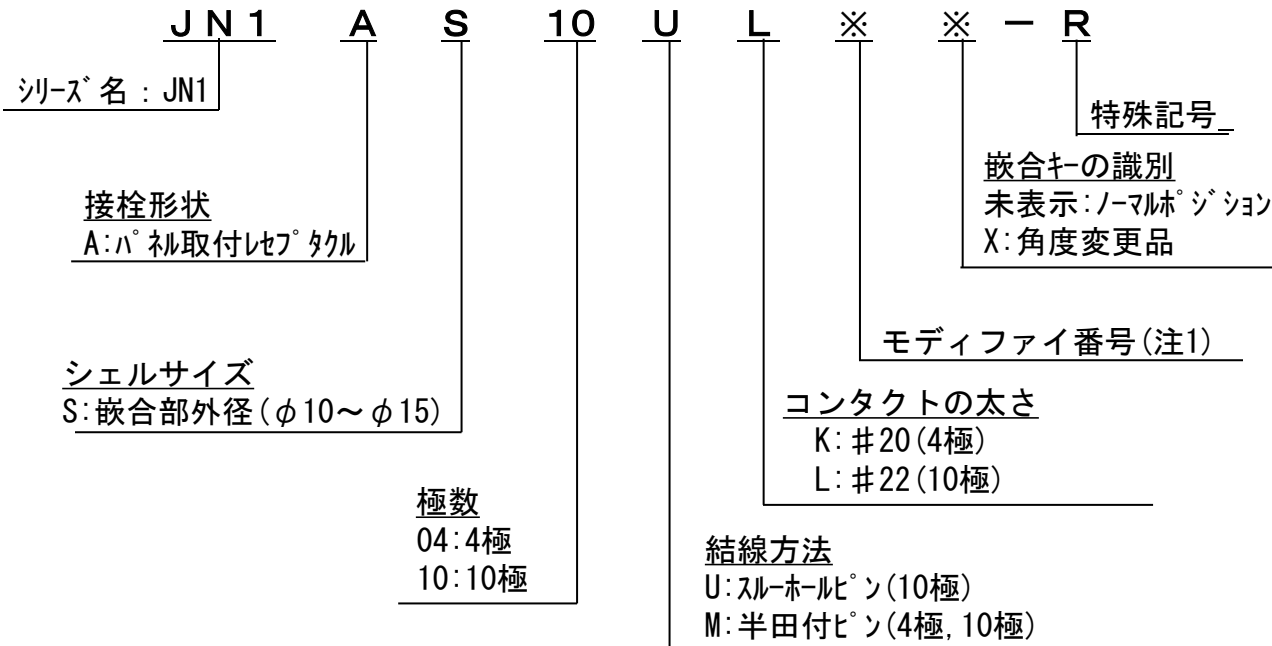 JN1 A S 10 U L ※ ※ － R
ｼﾘｰｽﾞ名：JN1
特殊記号
嵌合ｷｰの識別
未表示:ﾉｰﾏﾙﾎﾟｼﾞｼｮﾝ
X:角度変更品
接栓形状
A:ﾊﾟﾈﾙ取付ﾚｾﾌﾟﾀｸﾙ
モディファイ番号(注1)
シェルサイズ
S:嵌合部外径(φ10～φ15)
コンタクトの太さ
K:♯20(4極)
L:♯22(10極)
極数
04:4極
10:10極
結線方法
U:ｽﾙｰﾎｰﾙﾋﾟﾝ(10極)
M:半田付ﾋﾟﾝ(4極,10極)